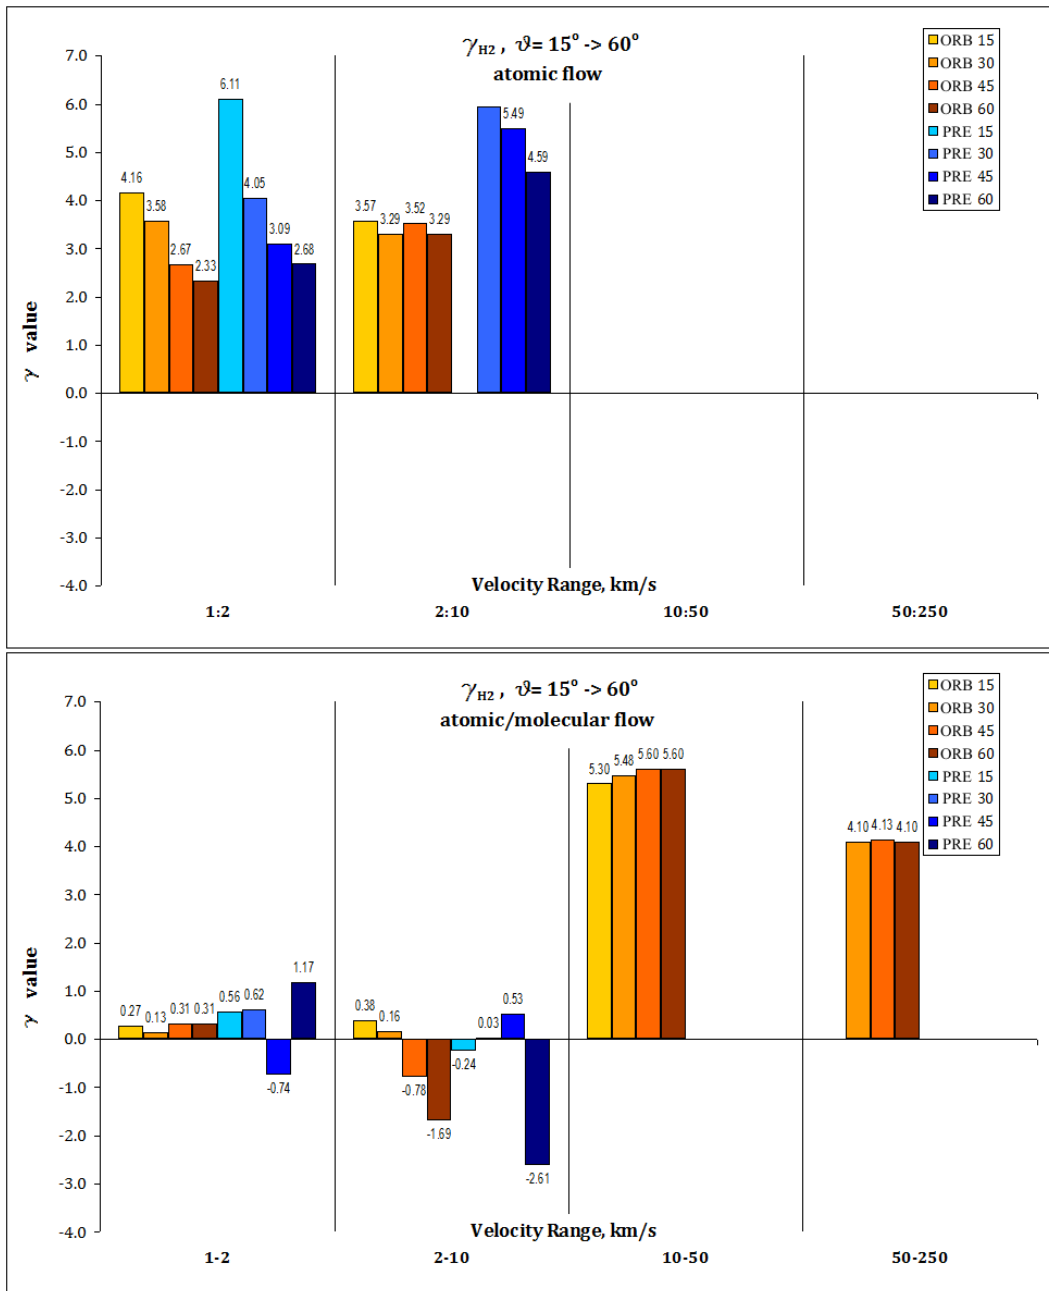 γH2 , ϑ= 15° -> 60°
atomic flow
ORB 15
ORB 30
ORB 45
ORB 60
PRE 15
PRE 30
PRE 45
PRE 60
7.0
6.0
5.0
4.0
3.0
2.0
1.0
0.0
-1.0
-2.0
-3.0
-4.0
γ value
4.16
3.58
2.67
2.33
6.11
4.05
3.09
2.68
3.57
3.29
3.52
3.29
5.49
4.59
Velocity Range, km/s
1:2 2:10 10:50 50:250
γH2 , ϑ= 15° -> 60°
atomic/molecular flow
ORB 15
ORB 30
ORB 45
ORB 60
PRE 15
PRE 30
PRE 45
PRE 60
7.0
6.0
5.0
4.0
3.0
2.0
1.0
0.0
-1.0
-2.0
-3.0
-4.0
γ value
0.27
0.13
0.31
0.31
0.56
0.62
-0.74
1.17
0.38
0.16
-0.78
-1.69
-0.24
0.03
0.53
-2.61
5.30
5.48
5.60
5.60
4.10
4.13
4.10
Velocity Range, km/s
1-2 2-10 10-50 50-250